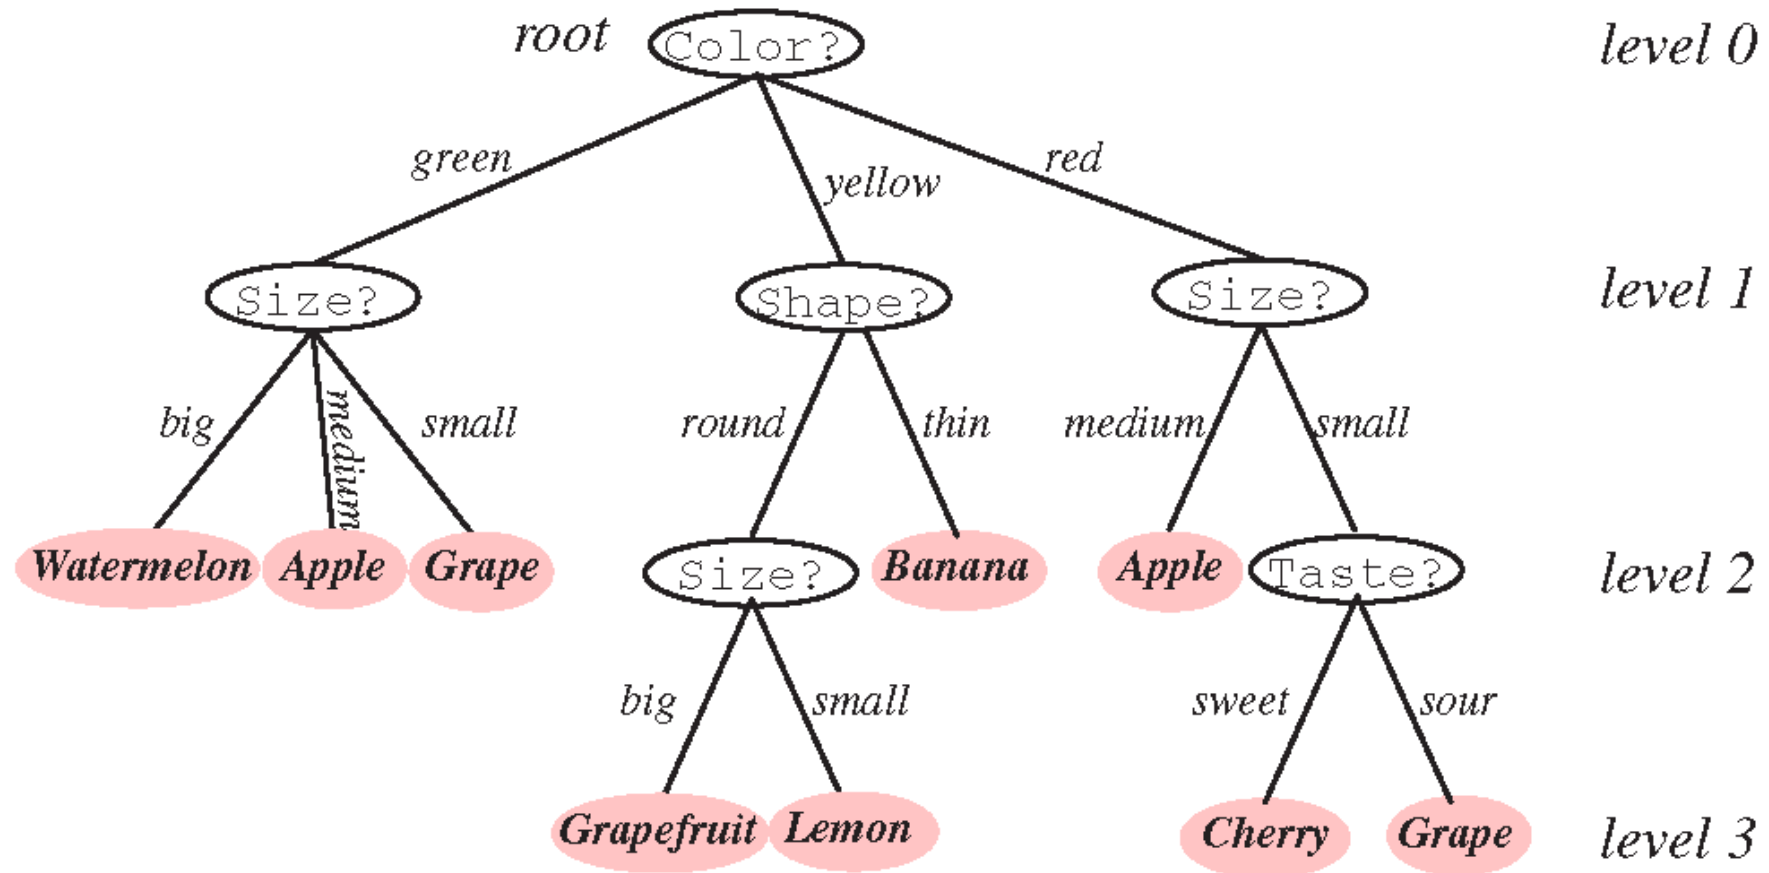 root Color? level 0
green yellow red
Size? Shape? Size? level 1
big medium small round thin medium small
Watermelon Apple Grape Size? Banana Apple Taste? level 2
big small sweet sour
Grapefruit Lemon Cherry Grape level 3